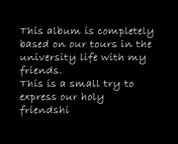 This album is completely
based on our tours in the
university life with my
friends.
This is a small try to
express our holy
friendshi